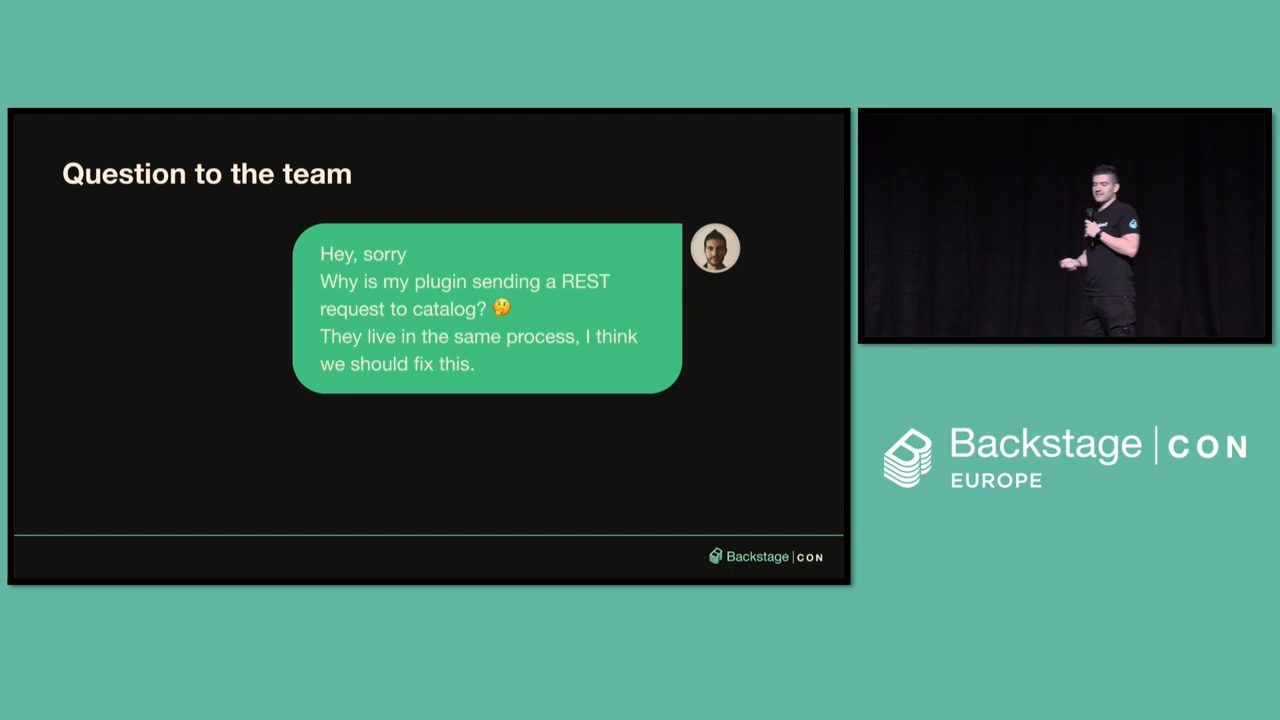 Question to the team
Hey, sorry
Why is my plugin sending a REST
request to catalog? 🤔
They live in the same process, I think
we should fix this.
Backstage | CON
Backstage | CON
EUROPE